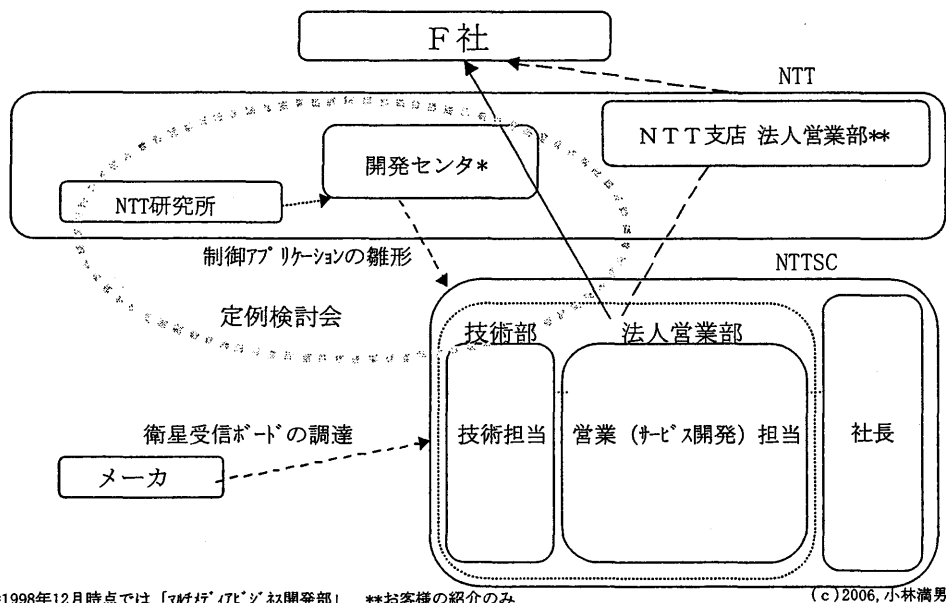 F社
NTT
NTT支店 法人営業部**
開発センタ*
NTT研究所
制御アプリケーションの雛形
NTTSC
定例検討会
技術部
法人営業部
衛星受信ボードの調達
技術担当
営業(サービス開発)担当
社長
メーカ
*1998年12月時点では「マルチメディアビジネス開発部」 **お客様の紹介のみ
(c)2006,小林満男